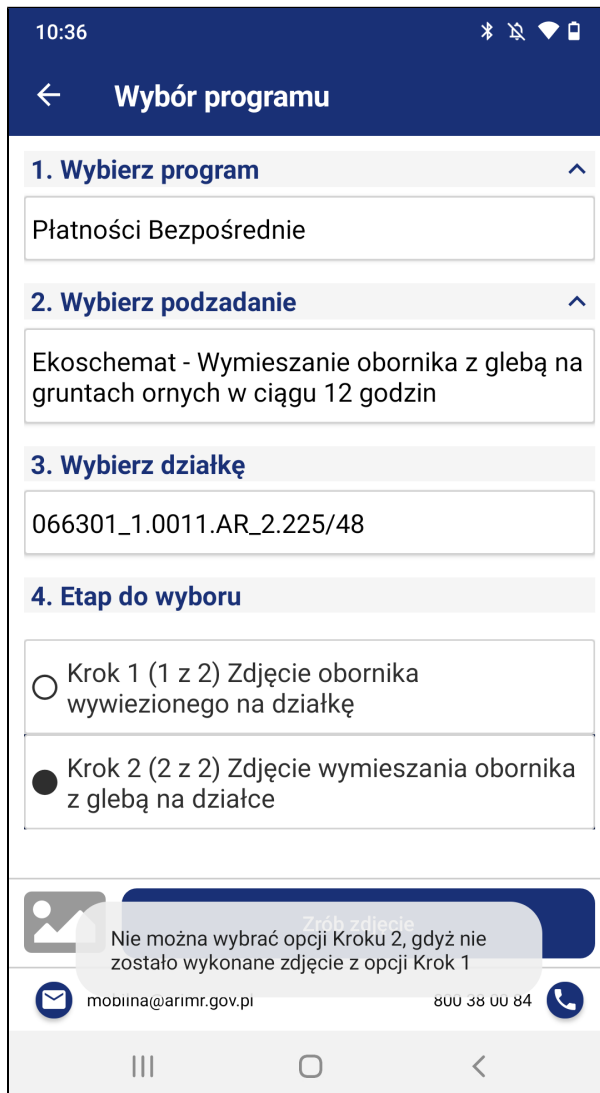 10:36
Wybór programu
1. Wybierz program
Płatności Bezpośrednie
2. Wybierz podzadanie
Ekoschemat - Wymieszanie obornika z glebą na
gruntach ornych w ciągu 12 godzin
3. Wybierz działkę
066301_1.0011.AR_2.225/48
4. Etap do wyboru
Krok 1 (1 z 2) Zdjęcie obornika
wywiezionego na działkę
Krok 2 (2 z 2) Zdjęcie wymieszania obornika
z glebą na działce
Zrób zdjęcie
Nie można wybrać opcji Kroku 2, gdyż nie
zostało wykonane zdjęcie z opcji Krok 1
mobilna@arimr.gov.pl
800 38 00 84